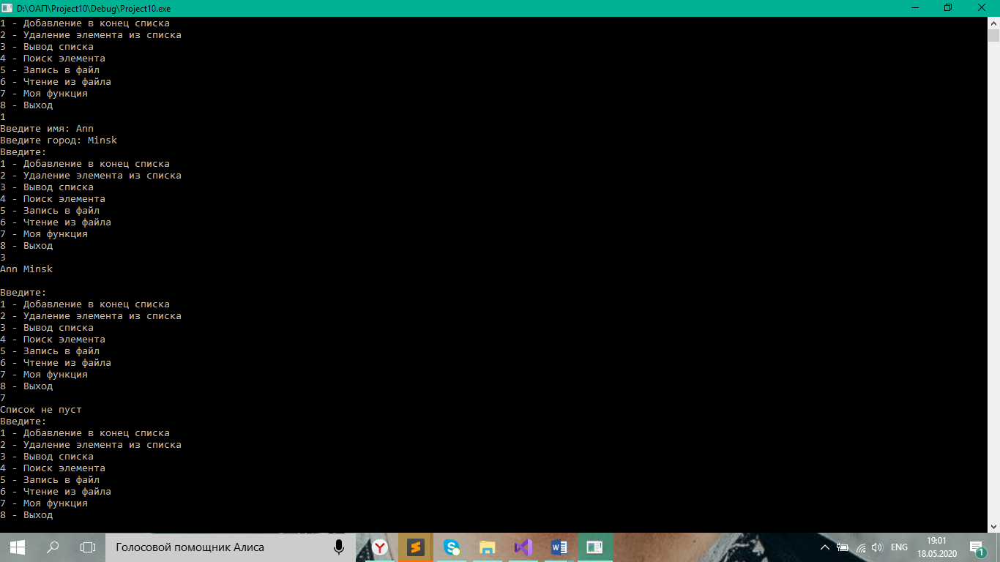 D:\ОАП\Project10\Debug\Project10.exe
1 - Добавление в конец списка
2 - Удаление элемента из списка
3 - Вывод списка
4 - Поиск элемента
5 - Запись в файл
6 - Чтение из файла
7 - Моя функция
8 - Выход
1
Введите имя: Ann
Введите город: Minsk
Введите:
1 - Добавление в конец списка
2 - Удаление элемента из списка
3 - Вывод списка
4 - Поиск элемента
5 - Запись в файл
6 - Чтение из файла
7 - Моя функция
8 - Выход
3
Ann Minsk
Введите:
1 - Добавление в конец списка
2 - Удаление элемента из списка
3 - Вывод списка
4 - Поиск элемента
5 - Запись в файл
6 - Чтение из файла
7 - Моя функция
8 - Выход
7
Список не пуст
Введите:
1 - Добавление в конец списка
2 - Удаление элемента из списка
3 - Вывод списка
4 - Поиск элемента
5 - Запись в файл
6 - Чтение из файла
7 - Моя функция
8 - Выход
Голосовой помощник Алиса
ENG
19:01
18.05.2020
1